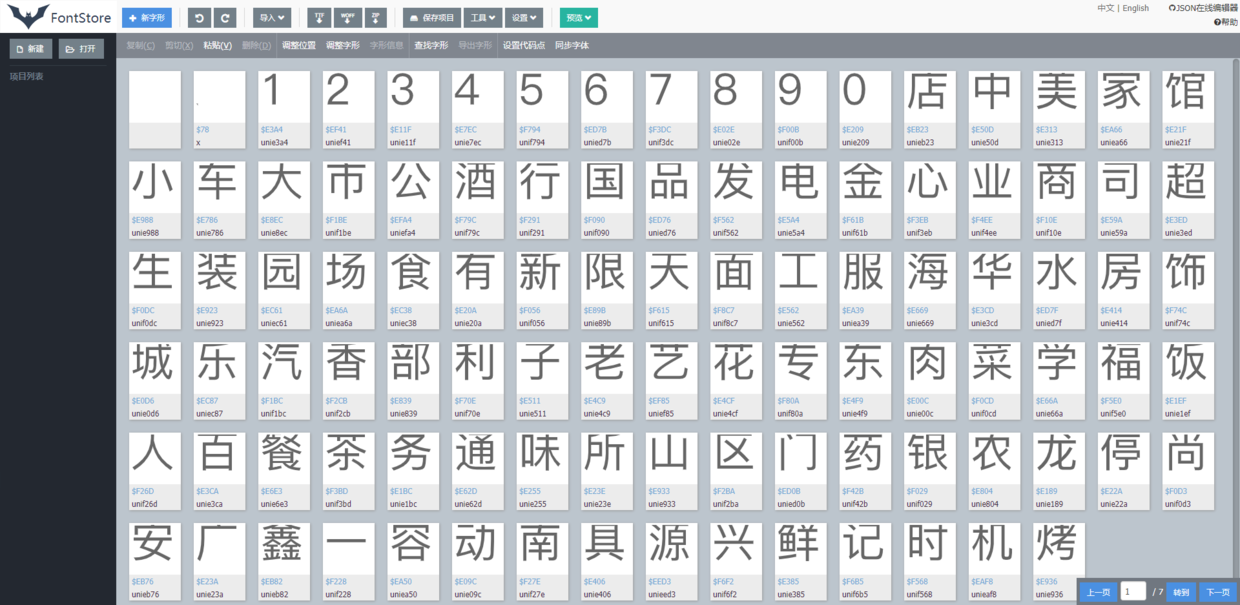 FontStore
新字形 导入 TTF WOFF ZIP 保存项目 工具 设置 预览 中文 | English JSON在线编辑器
帮助
新建 打开
复制(C) 剪切(X) 粘贴(V) 删除(D) 调整位置 调整字形 字形信息 查找字形 导出字形 设置代码点 同步字体
项目列表
1 2 3 4 5 6 7 8 9 0 店 中 美 家 馆
$78 $E3A4 $EF41 $E11F $E7EC $F794 $ED7B $F3DC $E02E $F00B $E209 $EB23 $E50D $E313 $EA66 $E21F
x unie3a4 unief41 unie11f unie7ec unif794 unied7b unif3dc unie02e unif00b unie209 unieb23 unie50d unie313 uniea66 unie21f
小 车 大 市 公 酒 行 国 品 发 电 金 心 业 商 司 超
$E988 $E786 $E8EC $F1BE $EFA4 $F79C $F291 $F090 $ED76 $F562 $E5A4 $F61B $F3EB $F4EE $F10E $E59A $E3ED
unie988 unie786 unie8ec unif1be uniefa4 unif79c unif291 unif090 unied76 unif562 unie5a4 unif61b unif3eb unif4ee unif10e unie59a unie3ed
生 装 园 场 食 有 新 限 天 面 工 服 海 华 水 房 饰
$F0DC $E923 $EC61 $EA6A $EC38 $E20A $F056 $E89B $F615 $F8C7 $E562 $EA39 $E669 $E3CD $ED7F $E414 $F74C
unif0dc unie923 uniec61 uniea6a uniec38 unie20a unif056 unie89b unif615 unif8c7 unie562 uniea39 unie669 unie3cd unied7f unie414 unif74c
城 乐 汽 香 部 利 子 老 艺 花 专 东 肉 菜 学 福 饭
$E0D6 $EC87 $F1BC $F2CB $E839 $F70E $E511 $E4C9 $EF85 $E4CF $F80A $E4F9 $E00C $F0CD $E66A $F5E0 $E1EF
unie0d6 uniec87 unif1bc unif2cb unie839 unif70e unie511 unie4c9 unief85 unie4cf unif80a unie4f9 unie00c unif0cd unie66a unif5e0 unie1ef
人 百 餐 茶 务 通 味 所 山 区 门 药 银 农 龙 停 尚
$F26D $E3CA $E6E3 $F3BD $E1BC $E62D $E255 $E23E $E933 $F2BA $ED0B $F42B $F029 $E804 $E189 $E22A $F0D3
unif26d unie3ca unie6e3 unif3bd unie1bc unie62d unie255 unie23e unie933 unif2ba unied0b unif42b unif029 unie804 unie189 unie22a unif0d3
安 广 鑫 一 容 动 南 具 源 兴 鲜 记 时 机 烤
$EB76 $E23A $EB82 $F228 $EA50 $E09C $F27E $E406 $EED3 $F6F2 $E385 $F6B5 $F568 $EAF8 $E936
unieb76 unie23a unieb82 unif228 uniea50 unie09c unif27e unie406 unieed3 unif6f2 unie385 unif6b5 unif568 unieaf8 unie936
上一页 1 / 7 转到 下一页